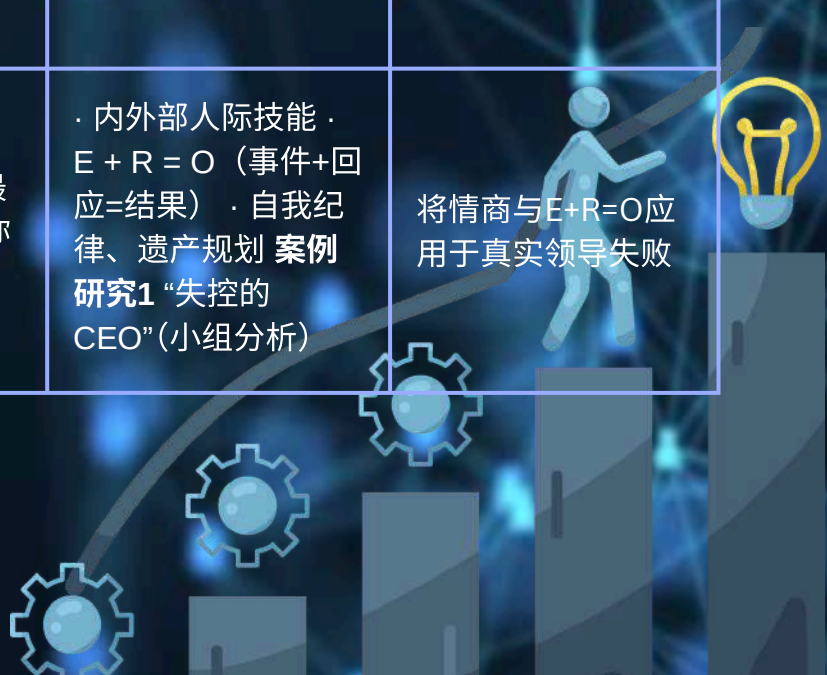 · 内外部人际技能 ·
E + R = O（事件+回
应=结果） · 自我纪
律、遗产规划 案例
研究1 “失控的
CEO”（小组分析）
将情商与E+R=O应
用于真实领导失败